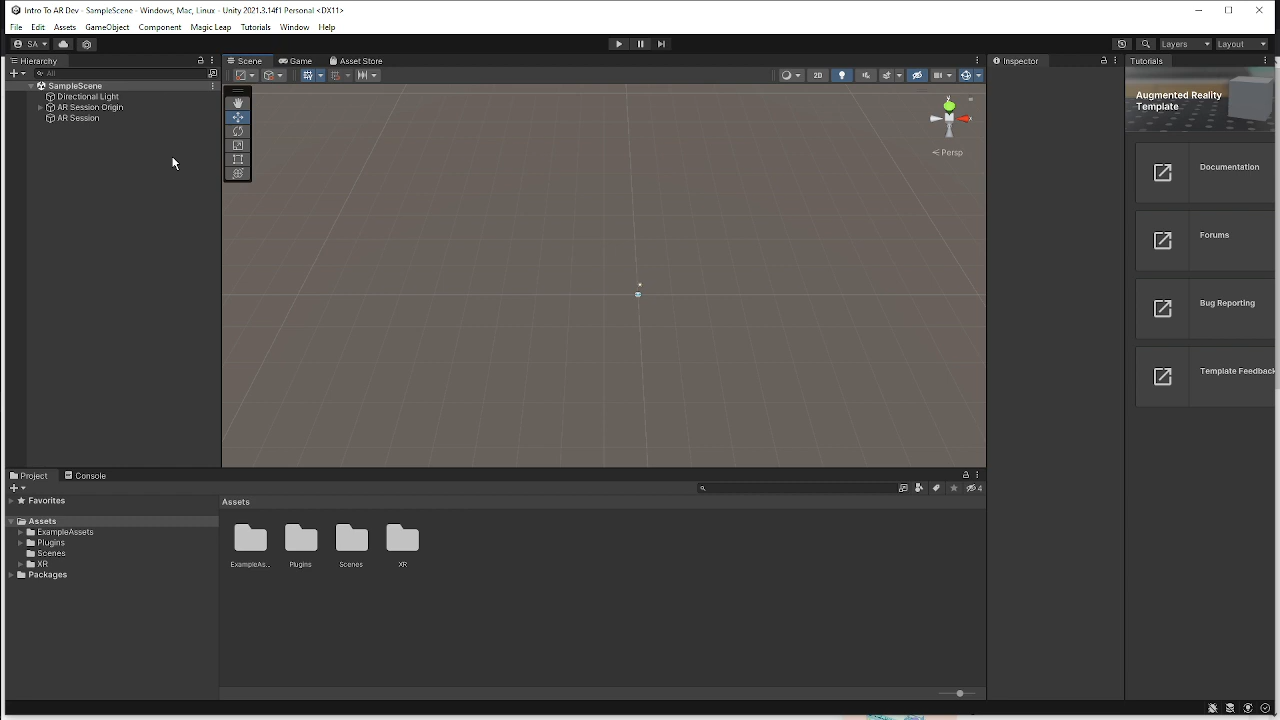 Intro To AR Dev - SampleScene - Windows, Mac, Linux - Unity 2021.3.14f1 Personal <DX11>
File Edit Assets GameObject Component Magic Leap Tutorials Window Help
SA Layers Layout
Hierarchy
All
SampleScene
Directional Light
AR Session Origin
AR Session
Scene Game Asset Store
2D
y
x
Persp
Inspector
Tutorials
Augmented Reality
Template
Documentation
Forums
Bug Reporting
Template Feedback
Project Console
4
Favorites
Assets
ExampleAssets
Plugins
Scenes
XR
Packages
Assets
ExampleAs...
Plugins
Scenes
XR